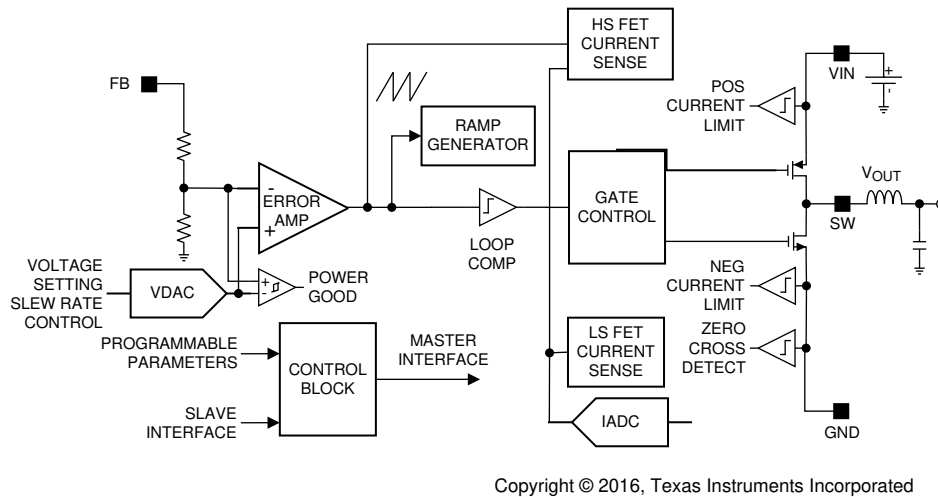 HS FET
CURRENT
SENSE
FB
VIN
+
-
POS
CURRENT
LIMIT
RAMP
GENERATOR
-
ERROR
AMP
+
GATE
CONTROL
VOUT
SW
LOOP
COMP
VOLTAGE
SETTING
SLEW RATE
CONTROL
VDAC
+
-
POWER
GOOD
NEG
CURRENT
LIMIT
PROGRAMMABLE
PARAMETERS
CONTROL
BLOCK
MASTER
INTERFACE
LS FET
CURRENT
SENSE
ZERO
CROSS
DETECT
SLAVE
INTERFACE
IADC
GND
Copyright © 2016, Texas Instruments Incorporated